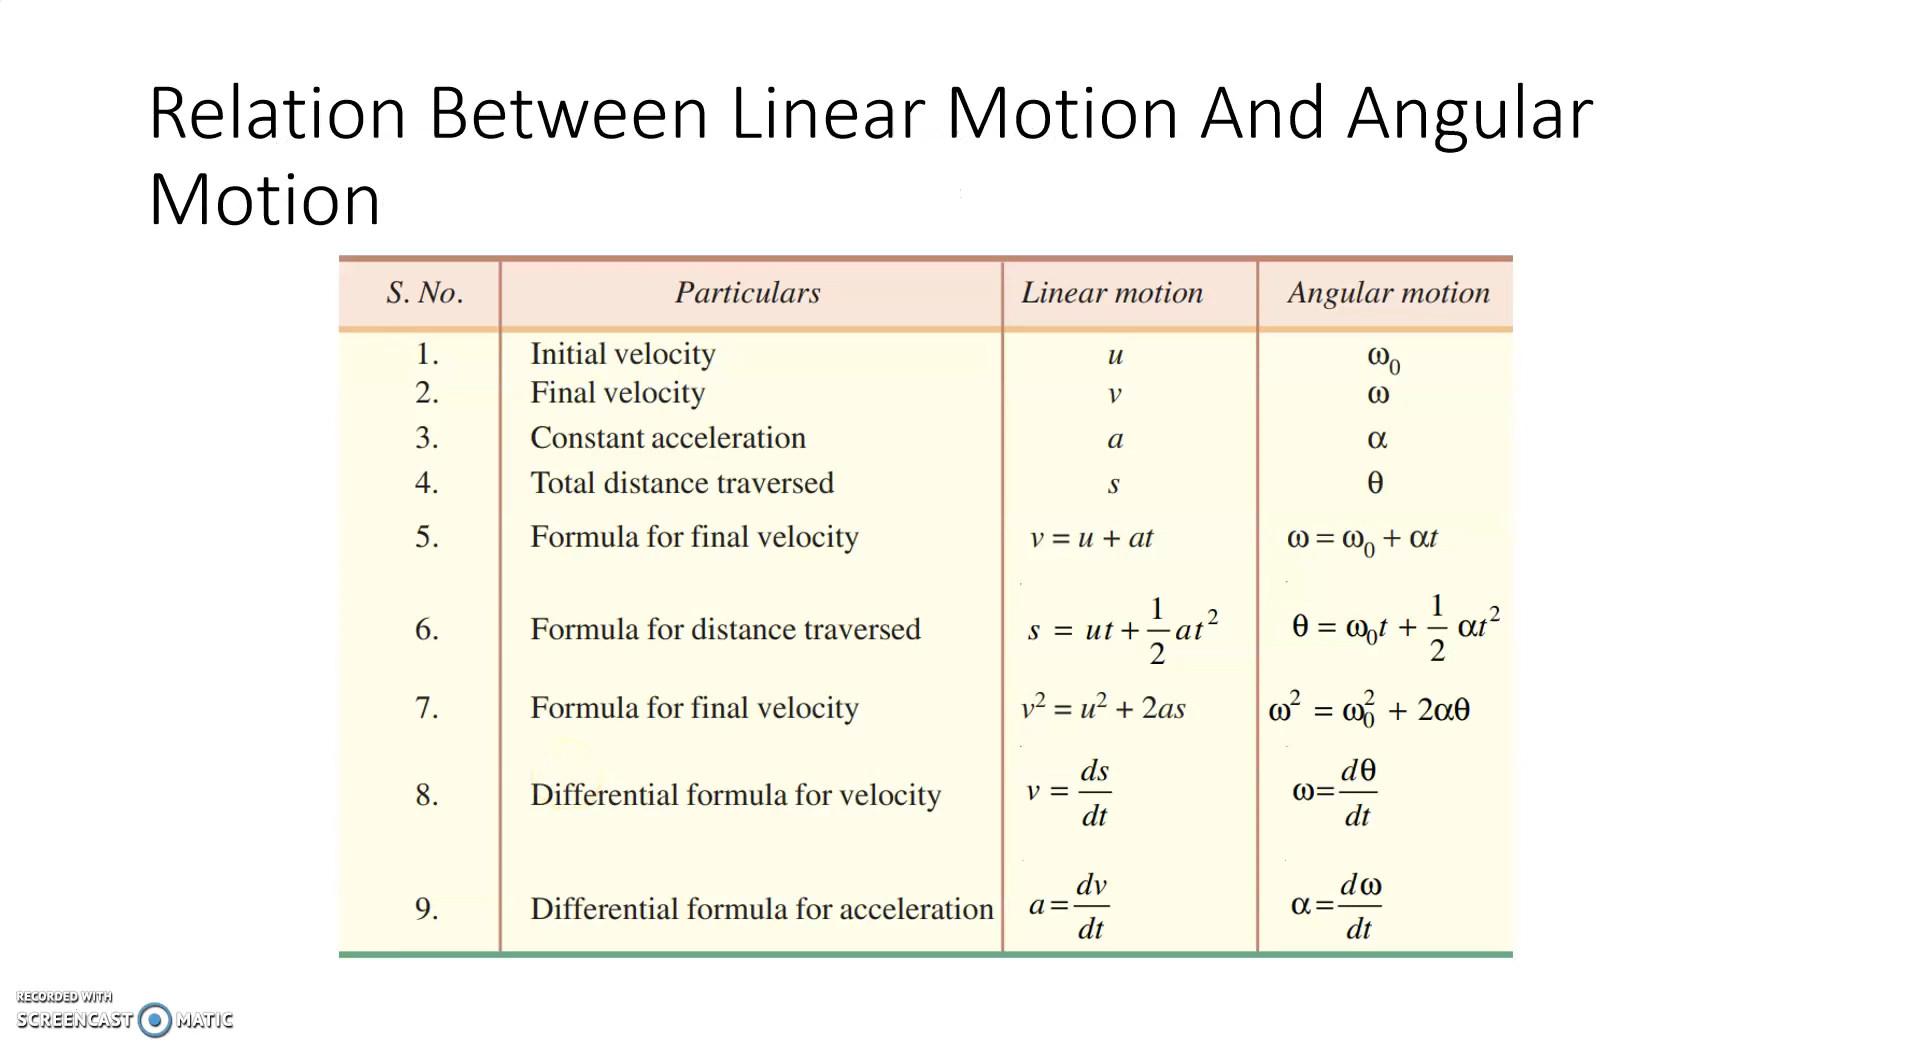 Relation Between Linear Motion And Angular
Motion
S. No. Particulars Linear motion Angular motion
1. Initial velocity u ω₀
2. Final velocity v ω
3. Constant acceleration a α
4. Total distance traversed s θ
5. Formula for final velocity v = u + at ω = ω₀ + αt
6. Formula for distance traversed s = ut + 1/2 at² θ = ω₀t + 1/2 αt²
7. Formula for final velocity v² = u² + 2as ω² = ω₀² + 2αθ
8. Differential formula for velocity v = ds/dt ω = dθ/dt
9. Differential formula for acceleration a = dv/dt α = dω/dt
RECORDED WITH
SCREENCAST MATIC